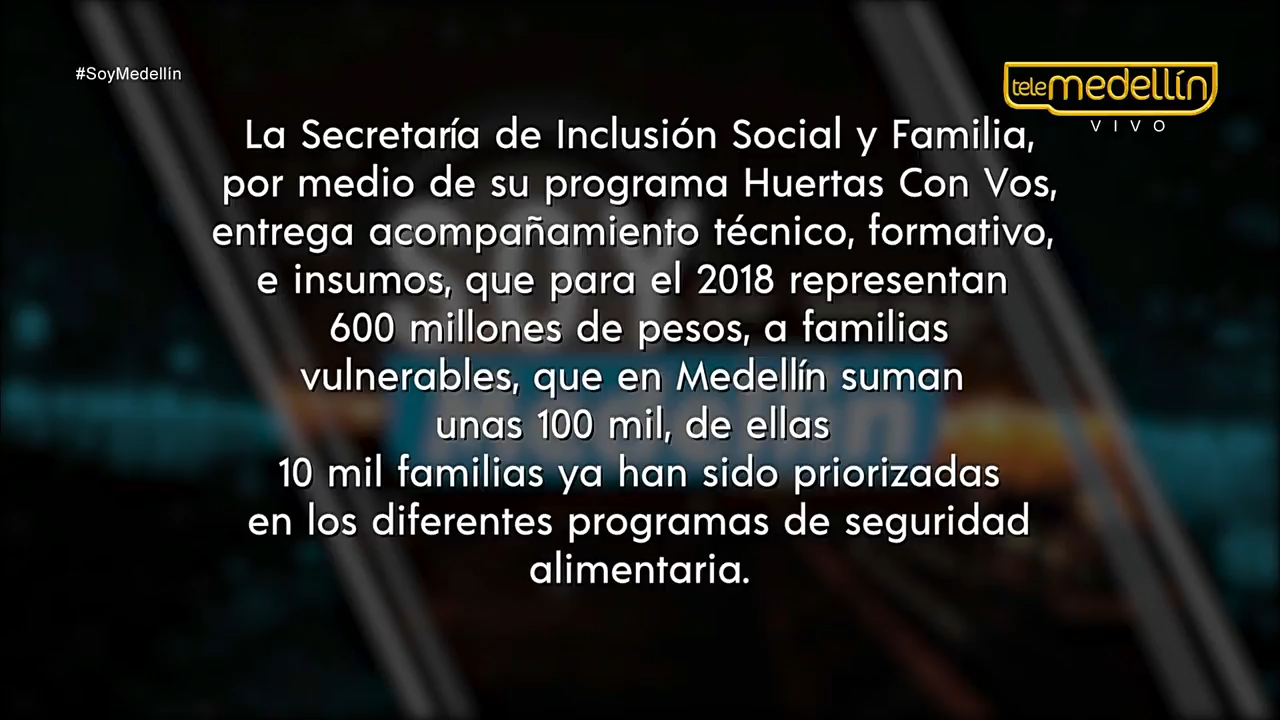 #SoyMedellín
telemedellín
VIVO
La Secretaría de Inclusión Social y Familia,
por medio de su programa Huertas Con Vos,
entrega acompañamiento técnico, formativo,
e insumos, que para el 2018 representan
600 millones de pesos, a familias
vulnerables, que en Medellín suman
unas 100 mil, de ellas
10 mil familias ya han sido priorizadas
en los diferentes programas de seguridad
alimentaria.